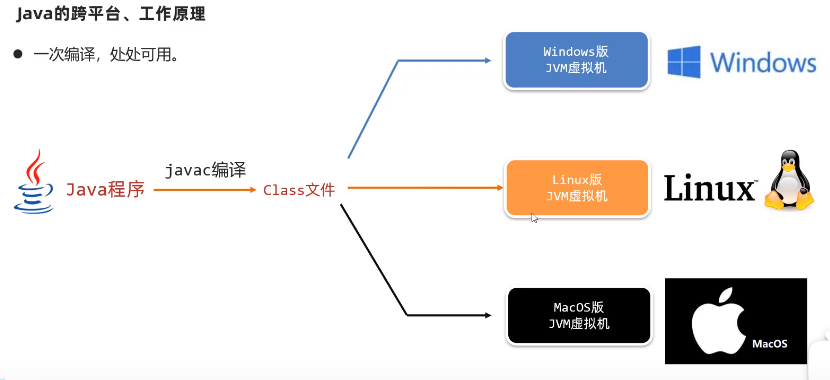 Java的跨平台、工作原理
● 一次编译，处处可用。
Windows版
JVM虚拟机
Windows
javac编译
Java程序
Class文件
Linux版
JVM虚拟机
Linux™
MacOS版
JVM虚拟机
MacOS